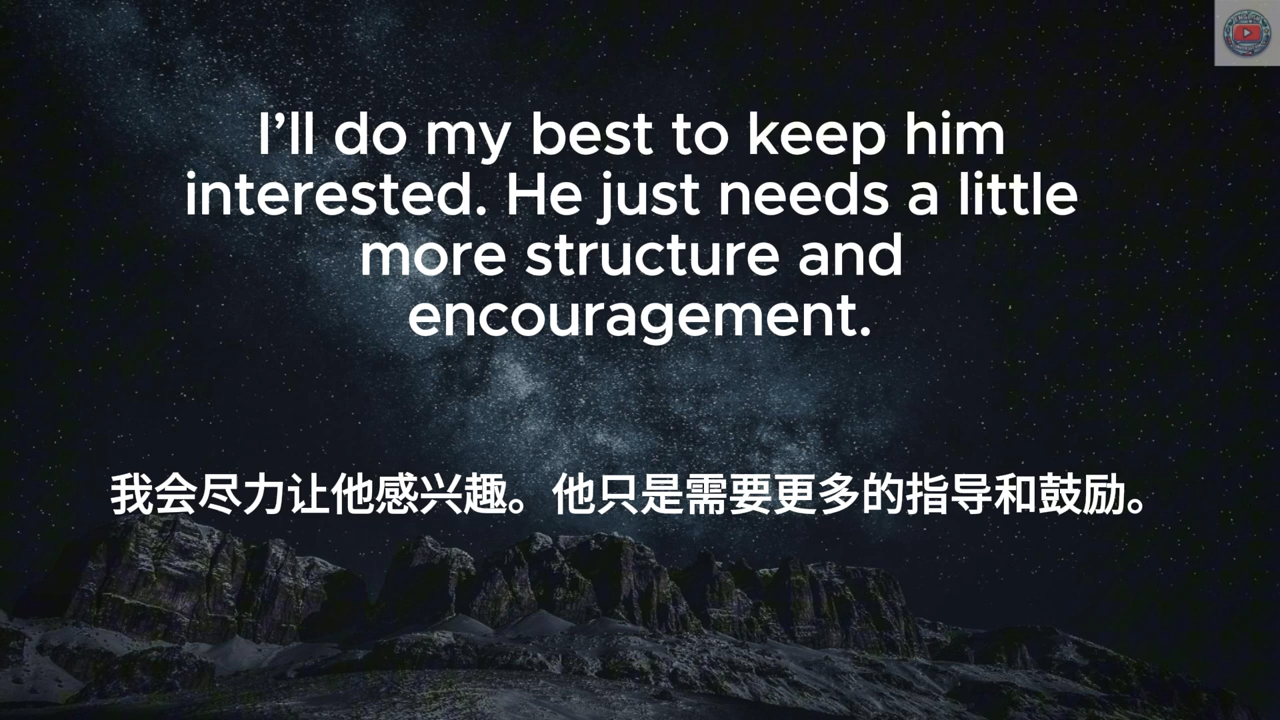 I’ll do my best to keep him
interested. He just needs a little
more structure and
encouragement.
我会尽力让他感兴趣。他只是需要更多的指导和鼓励。